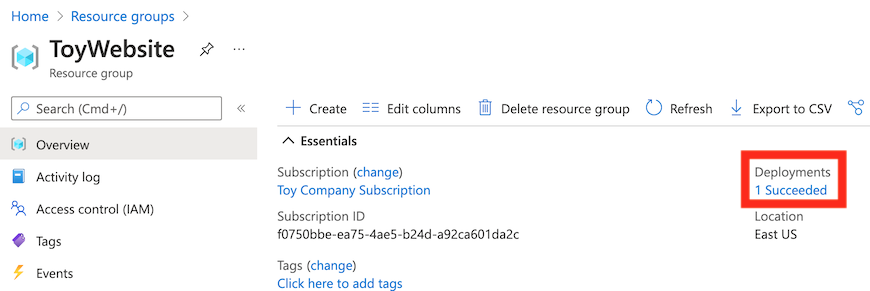 Home > Resource groups >
ToyWebsite
Resource group
Search (Cmd+/)
Overview
Activity log
Access control (IAM)
Tags
Events
Create Edit columns Delete resource group Refresh Export to CSV
Essentials
Subscription (change)
Toy Company Subscription
Subscription ID
f0750bbe-ea75-4ae5-b24d-a92ca601da2c
Tags (change)
Click here to add tags
Deployments
1 Succeeded
Location
East US